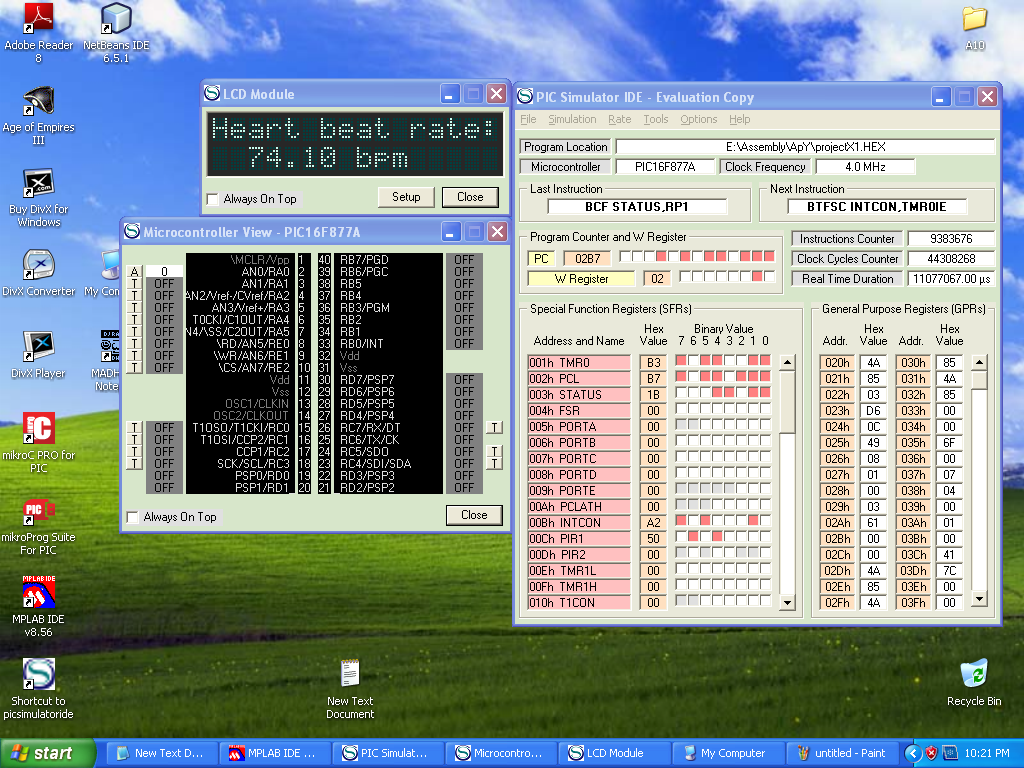 Adobe Reader
8
NetBeans IDE
6.5.1
A10
Age of Empires
III
Buy DivX for
Windows
DivX Converter
My Con
DivX Player
MADH
Note
mikroC PRO for
PIC
mikroProg Suite
For PIC
MPLAB IDE
MPLAB IDE
v8.56
Shortcut to
picsimulatoride
New Text
Document
Recycle Bin
LCD Module
Heart beat rate:
74.10 bpm
Always On Top
Setup
Close
Microcontroller View - PIC16F877A
\MCLR/Vpp 1 40 RB7/PGD OFF
A 0 AN0/RA0 2 39 RB6/PGC OFF
T OFF AN1/RA1 3 38 RB5 OFF
T OFF AN2/Vref-/CVref/RA2 4 37 RB4 OFF
T OFF AN3/Vref+/RA3 5 36 RB3/PGM OFF
T OFF T0CKI/C1OUT/RA4 6 35 RB2 OFF
T OFF N4/\SS/C2OUT/RA5 7 34 RB1 OFF
T OFF \RD/AN5/RE0 8 33 RB0/INT OFF
T OFF \WR/AN6/RE1 9 32 Vdd
T OFF \CS/AN7/RE2 10 31 Vss
Vdd 11 30 RD7/PSP7 OFF
Vss 12 29 RD6/PSP6 OFF
OSC1/CLKIN 13 28 RD5/PSP5 OFF
OSC2/CLKOUT 14 27 RD4/PSP4 OFF
T OFF T1OSO/T1CKI/RC0 15 26 RC7/RX/DT OFF T
T OFF T1OSI/CCP2/RC1 16 25 RC6/TX/CK OFF
T OFF CCP1/RC2 17 24 RC5/SDO OFF T
T OFF SCK/SCL/RC3 18 23 RC4/SDI/SDA OFF T
OFF PSP0/RD0 19 22 RD3/PSP3 OFF
OFF PSP1/RD1 20 21 RD2/PSP2 OFF
Always On Top
Close
PIC Simulator IDE - Evaluation Copy
File Simulation Rate Tools Options Help
Program Location E:\Assembly\ApY\projectX1.HEX
Microcontroller PIC16F877A Clock Frequency 4.0 MHz
Last Instruction Next Instruction
BCF STATUS,RP1 BTFSC INTCON,TMR0IE
Program Counter and W Register
PC 02B7
W Register 02
Instructions Counter 9383676
Clock Cycles Counter 44308268
Real Time Duration 11077067.00 µs
Special Function Registers (SFRs)
Hex Binary Value
Address and Name Value 7 6 5 4 3 2 1 0
001h TMR0 B3
002h PCL B7
003h STATUS 1B
004h FSR 00
005h PORTA 00
006h PORTB 00
007h PORTC 00
008h PORTD 00
009h PORTE 00
00Ah PCLATH 00
00Bh INTCON A2
00Ch PIR1 50
00Dh PIR2 00
00Eh TMR1L 00
00Fh TMR1H 00
010h T1CON 00
General Purpose Registers (GPRs)
Hex Hex
Addr. Value Addr. Value
020h 4A 030h 85
021h 85 031h 4A
022h 03 032h 85
023h D6 033h 00
024h 0C 034h 00
025h 49 035h 6F
026h 08 036h 00
027h 01 037h 07
028h 00 038h 04
029h 03 039h 00
02Ah 61 03Ah 01
02Bh 00 03Bh 00
02Ch 00 03Ch 41
02Dh 4A 03Dh 7C
02Eh 85 03Eh 00
02Fh 4A 03Fh 00
start
New Text D...
MPLAB IDE ...
PIC Simulat...
Microcontro...
LCD Module
My Computer
untitled - Paint
10:21 PM